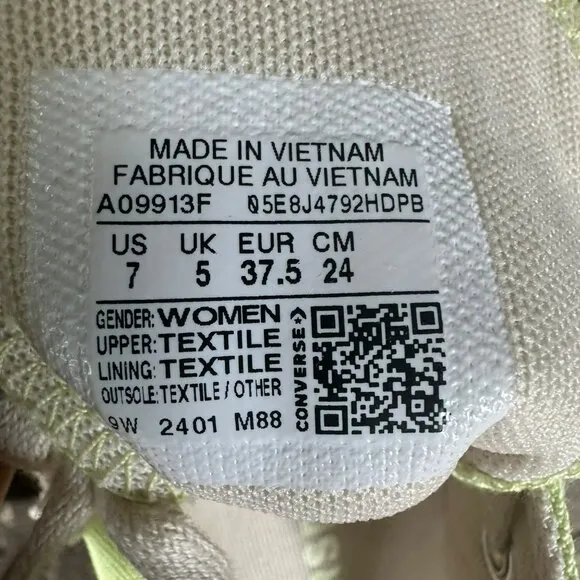 MADE IN VIETNAM
FABRIQUE AU VIETNAM
A09913F 05E8J4792HDPB
US UK EUR CM
7 5 37.5 24
GENDER: WOMEN
UPPER: TEXTILE
LINING: TEXTILE
OUTSOLE: TEXTILE / OTHER
9W 2401 M88
CONVERSE